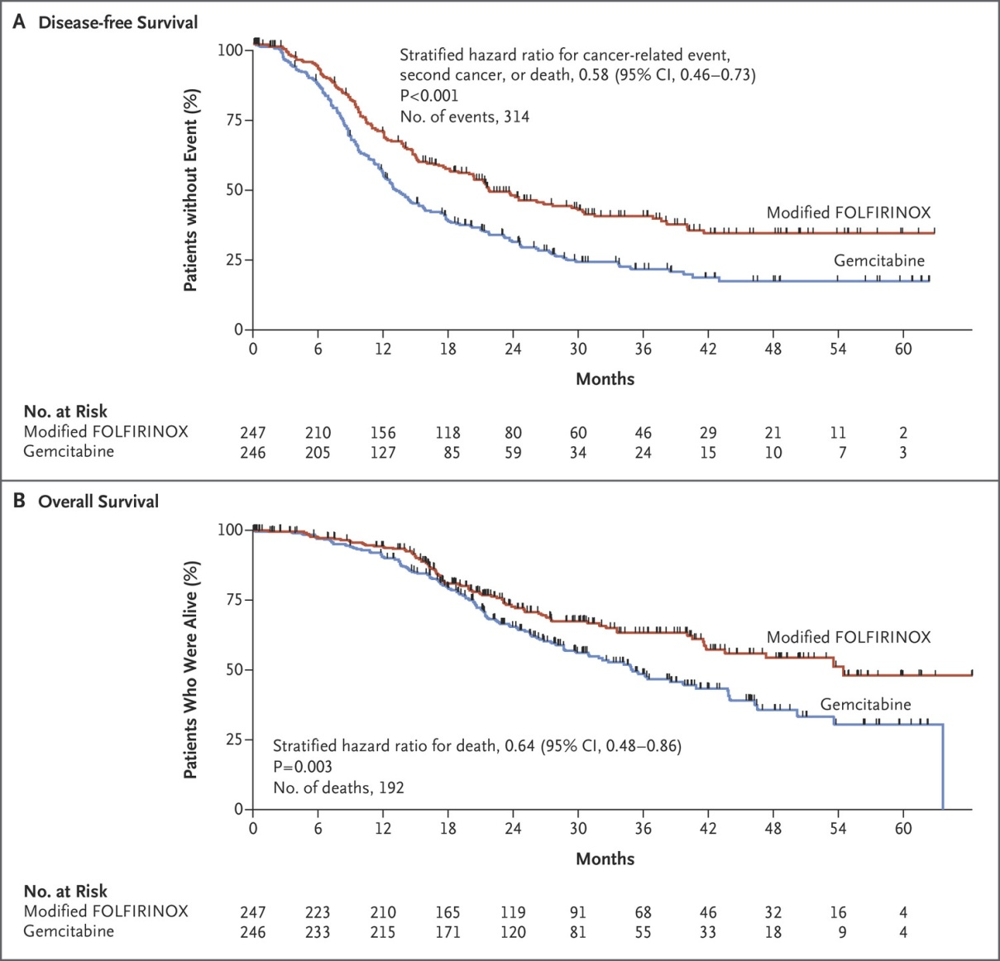 A Disease-free Survival
100
75
50
25
0
Patients without Event (%)
Stratified hazard ratio for cancer-related event,
second cancer, or death, 0.58 (95% CI, 0.46–0.73)
P<0.001
No. of events, 314
Modified FOLFIRINOX
Gemcitabine
0 6 12 18 24 30 36 42 48 54 60
Months
No. at Risk
Modified FOLFIRINOX 247 210 156 118 80 60 46 29 21 11 2
Gemcitabine 246 205 127 85 59 34 24 15 10 7 3
B Overall Survival
100
75
50
25
0
Patients Who Were Alive (%)
Modified FOLFIRINOX
Gemcitabine
Stratified hazard ratio for death, 0.64 (95% CI, 0.48–0.86)
P=0.003
No. of deaths, 192
0 6 12 18 24 30 36 42 48 54 60
Months
No. at Risk
Modified FOLFIRINOX 247 223 210 165 119 91 68 46 32 16 4
Gemcitabine 246 233 215 171 120 81 55 33 18 9 4